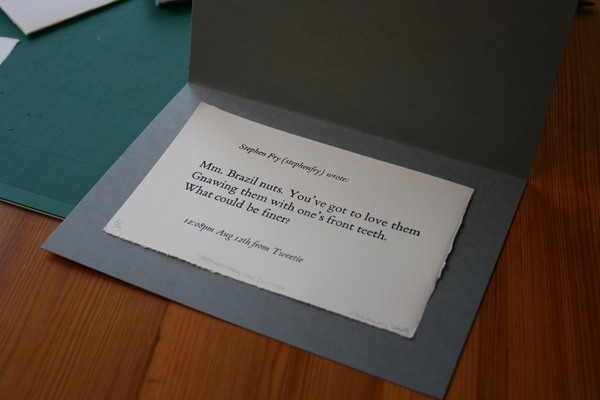 Stephen Fry (stephenfry) wrote:
Mm. Brazil nuts. You've got to love them
Gnawing them with one's front teeth.
What could be finer?
12:08pm Aug 12th from Tweetie